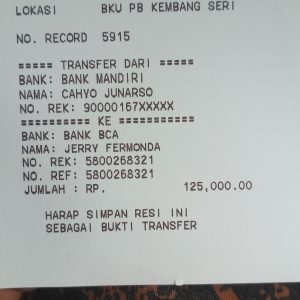 LOKASI BKU PB KEMBANG SERI
NO. RECORD 5915
===== TRANSFER DARI =====
BANK: BANK MANDIRI
NAMA: CAHYO JUNARSO
NO. REK: 90000167XXXXX
========== KE ===========
BANK: BANK BCA
NAMA: JERRY FERMONDA
NO. REK: 5800268321
NO. REF: 5800268321
JUMLAH : RP. 125,000.00
HARAP SIMPAN RESI INI
SEBAGAI BUKTI TRANSFER